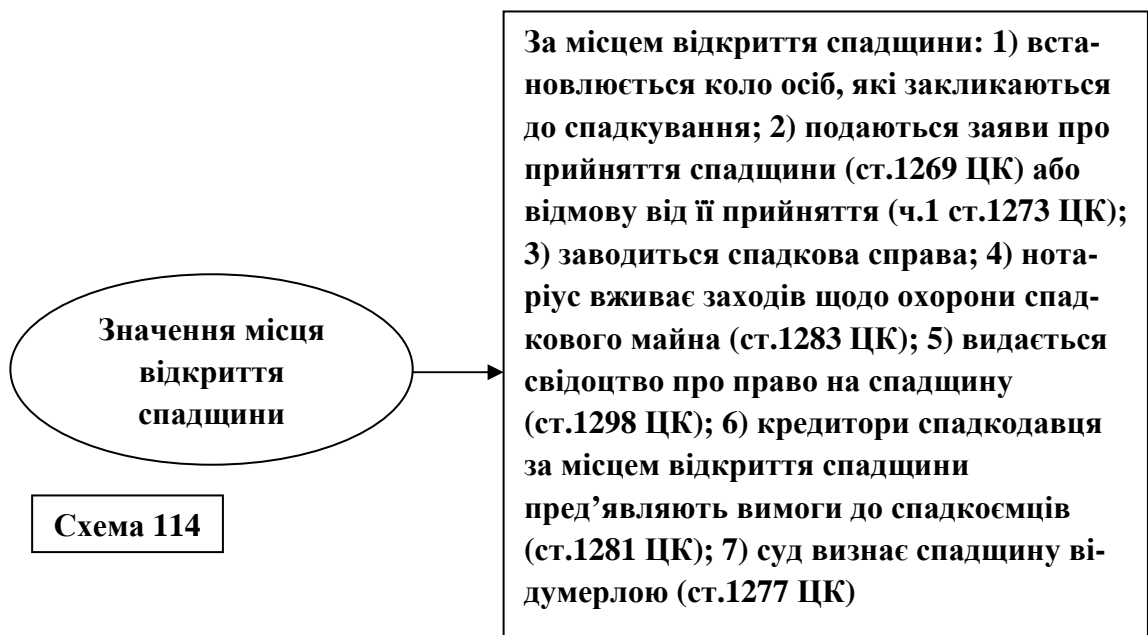 За місцем відкриття спадщини: 1) вста-
новлюється коло осіб, які закликаються
до спадкування; 2) подаються заяви про
прийняття спадщини (ст.1269 ЦК) або
відмову від її прийняття (ч.1 ст.1273 ЦК);
3) заводиться спадкова справа; 4) нота-
ріус вживає заходів щодо охорони спад-
кового майна (ст.1283 ЦК); 5) видається
свідоцтво про право на спадщину
(ст.1298 ЦК); 6) кредитори спадкодавця
за місцем відкриття спадщини
пред’являють вимоги до спадкоємців
(ст.1281 ЦК); 7) суд визнає спадщину ві-
думерлою (ст.1277 ЦК)
Значення місця
відкриття
спадщини
Схема 114